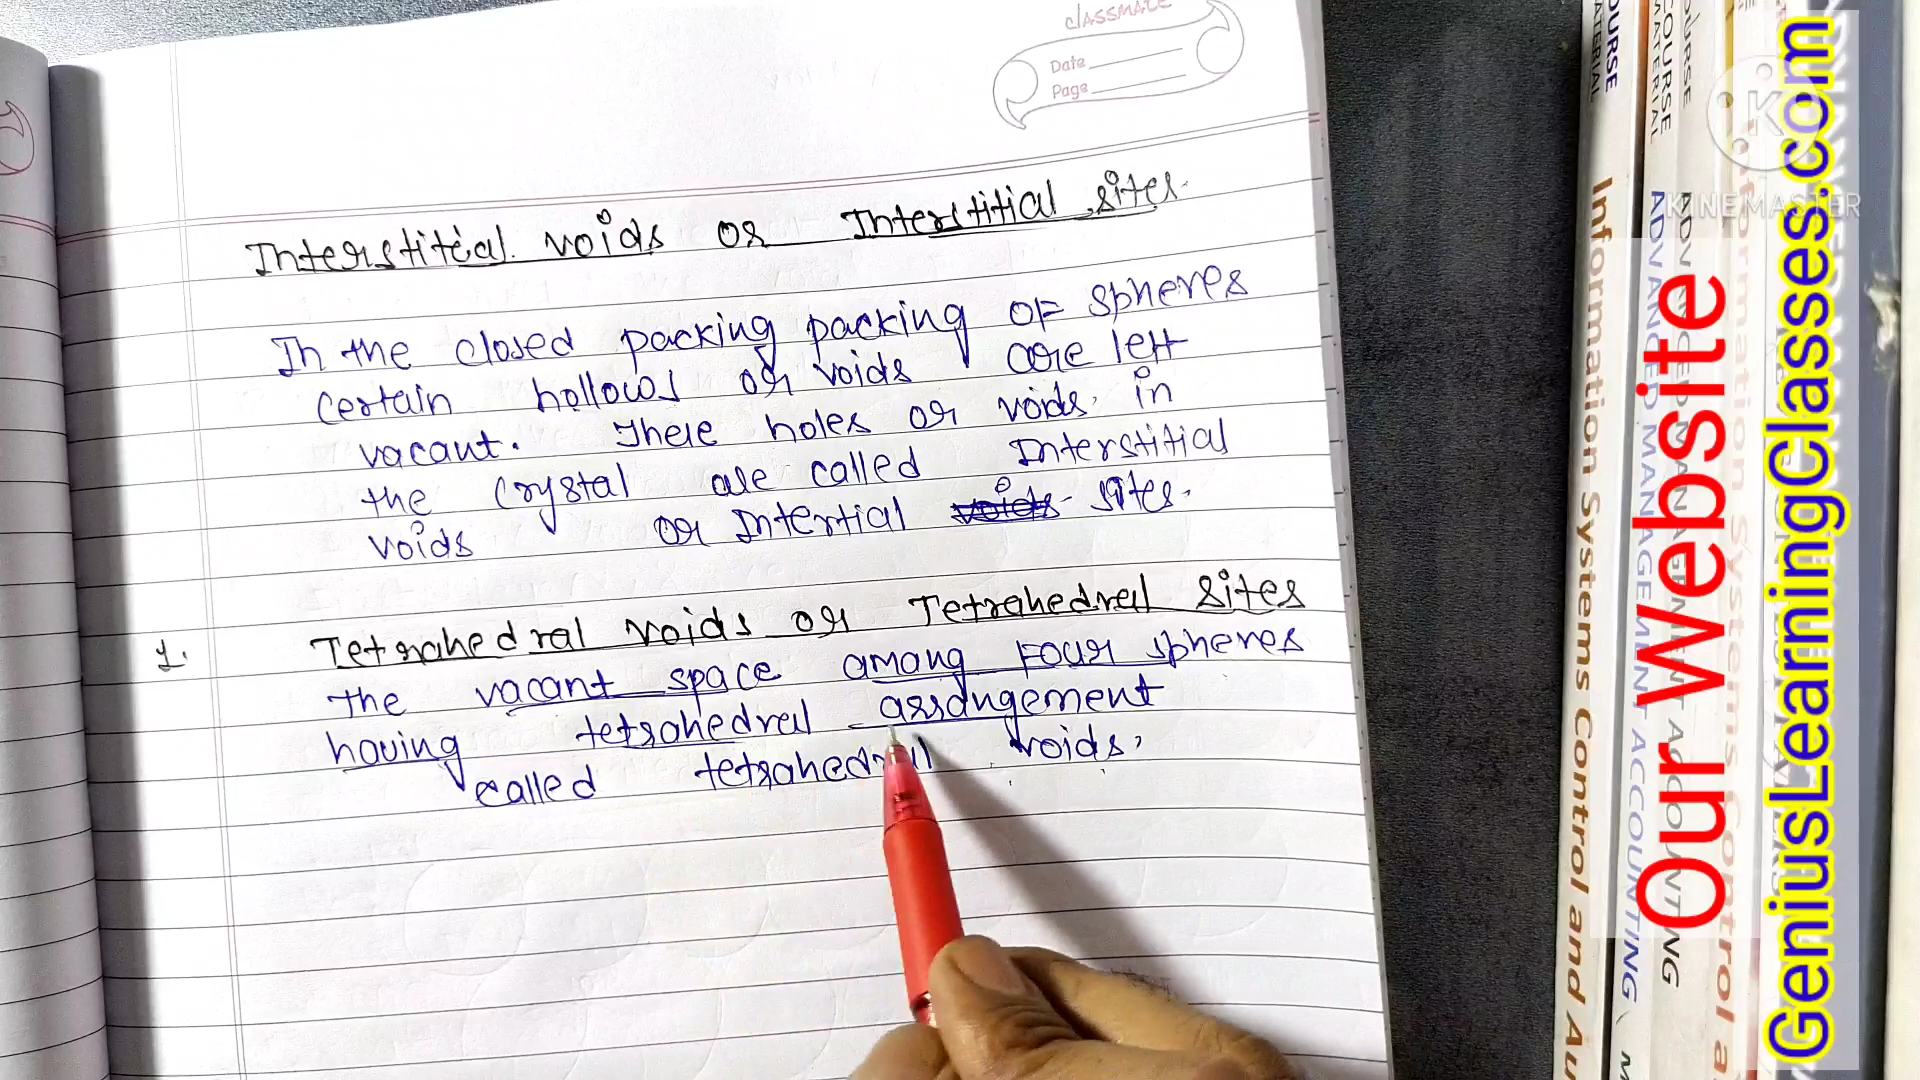 classmate
Date
Page
Interstitial voids or Interstitial sites.
In the closed packing packing of spheres
certain hollows or voids are left
vacant. These holes or voids in
the crystal are called Interstitial
voids or Intertial voids sites.
1. Tetrahedral voids or Tetrahedral sites
The vacant space among four spheres
having tetrahedral arrangement
called tetrahedral voids.
Our Website
GeniusLearningClasses.com
KINEMASTER
COURSE MATERIAL
Information Systems Control and Au
ADVANCED MANAGEMENT ACCOUNTING